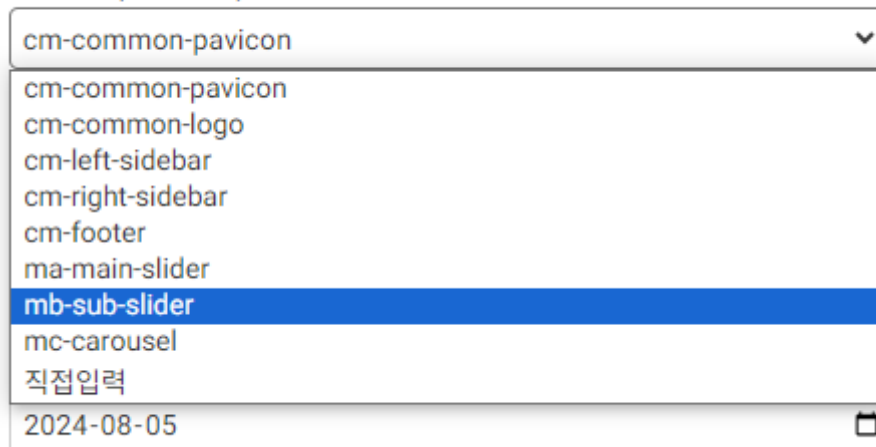 cm-common-pavicon
cm-common-pavicon
cm-common-logo
cm-left-sidebar
cm-right-sidebar
cm-footer
ma-main-slider
mb-sub-slider
mc-carousel
직접입력
2024-08-05